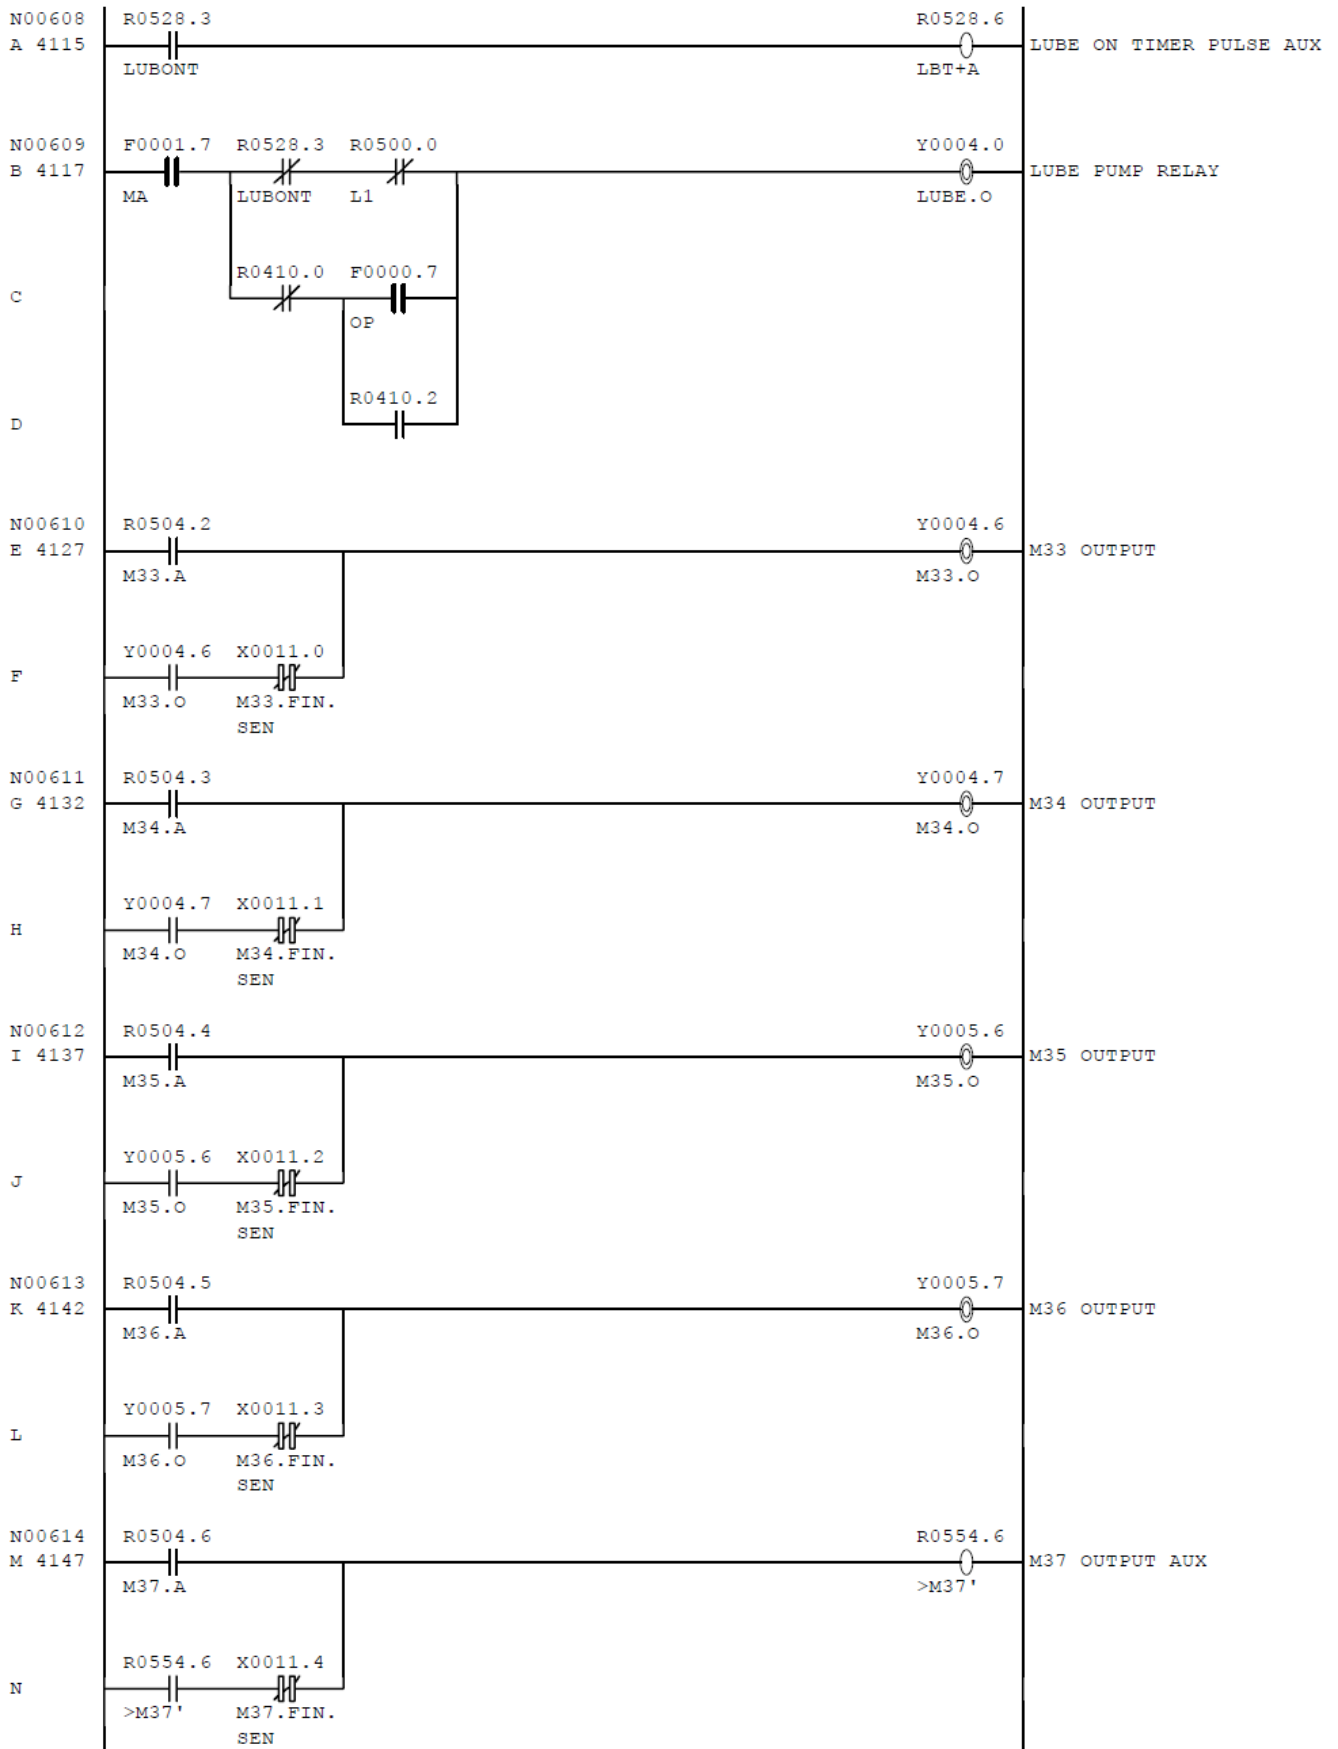 N00608 R0528.3 R0528.6
A 4115 LUBE ON TIMER PULSE AUX
LUBONT LBT+A
N00609 F0001.7 R0528.3 R0500.0 Y0004.0
B 4117 LUBE PUMP RELAY
MA LUBONT L1 LUBE.O
R0410.0 F0000.7
C
OP
R0410.2
D
N00610 R0504.2 Y0004.6
E 4127 M33 OUTPUT
M33.A M33.O
Y0004.6 X0011.0
F
M33.O M33.FIN.
SEN
N00611 R0504.3 Y0004.7
G 4132 M34 OUTPUT
M34.A M34.O
Y0004.7 X0011.1
H
M34.O M34.FIN.
SEN
N00612 R0504.4 Y0005.6
I 4137 M35 OUTPUT
M35.A M35.O
Y0005.6 X0011.2
J
M35.O M35.FIN.
SEN
N00613 R0504.5 Y0005.7
K 4142 M36 OUTPUT
M36.A M36.O
Y0005.7 X0011.3
L
M36.O M36.FIN.
SEN
N00614 R0504.6 R0554.6
M 4147 M37 OUTPUT AUX
M37.A >M37'
R0554.6 X0011.4
N
>M37' M37.FIN.
SEN